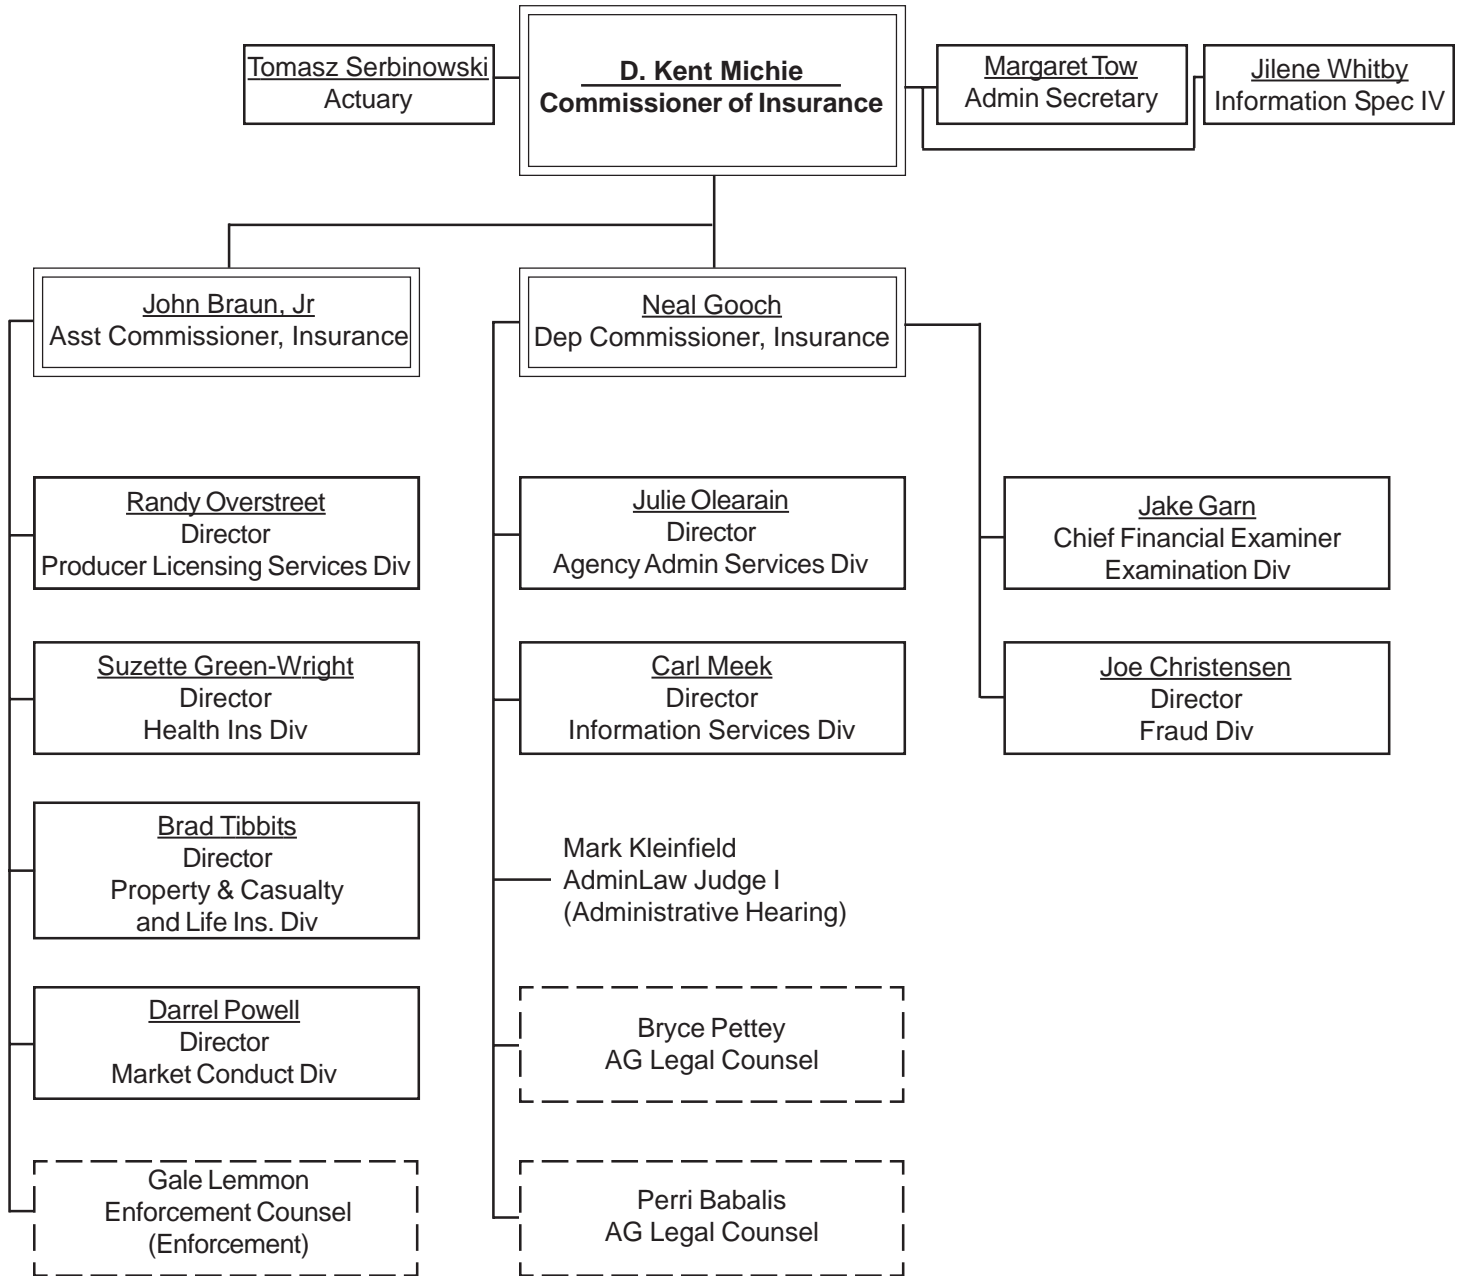 Tomasz Serbinowski
Actuary
D. Kent Michie
Commissioner of Insurance
Margaret Tow
Admin Secretary
Jilene Whitby
Information Spec IV
John Braun, Jr
Asst Commissioner, Insurance
Neal Gooch
Dep Commissioner, Insurance
Randy Overstreet
Director
Producer Licensing Services Div
Julie Olearain
Director
Agency Admin Services Div
Jake Garn
Chief Financial Examiner
Examination Div
Suzette Green-Wright
Director
Health Ins Div
Carl Meek
Director
Information Services Div
Joe Christensen
Director
Fraud Div
Brad Tibbits
Director
Property & Casualty
and Life Ins. Div
Mark Kleinfield
AdminLaw Judge I
(Administrative Hearing)
Darrel Powell
Director
Market Conduct Div
Bryce Pettey
AG Legal Counsel
Gale Lemmon
Enforcement Counsel
(Enforcement)
Perri Babalis
AG Legal Counsel